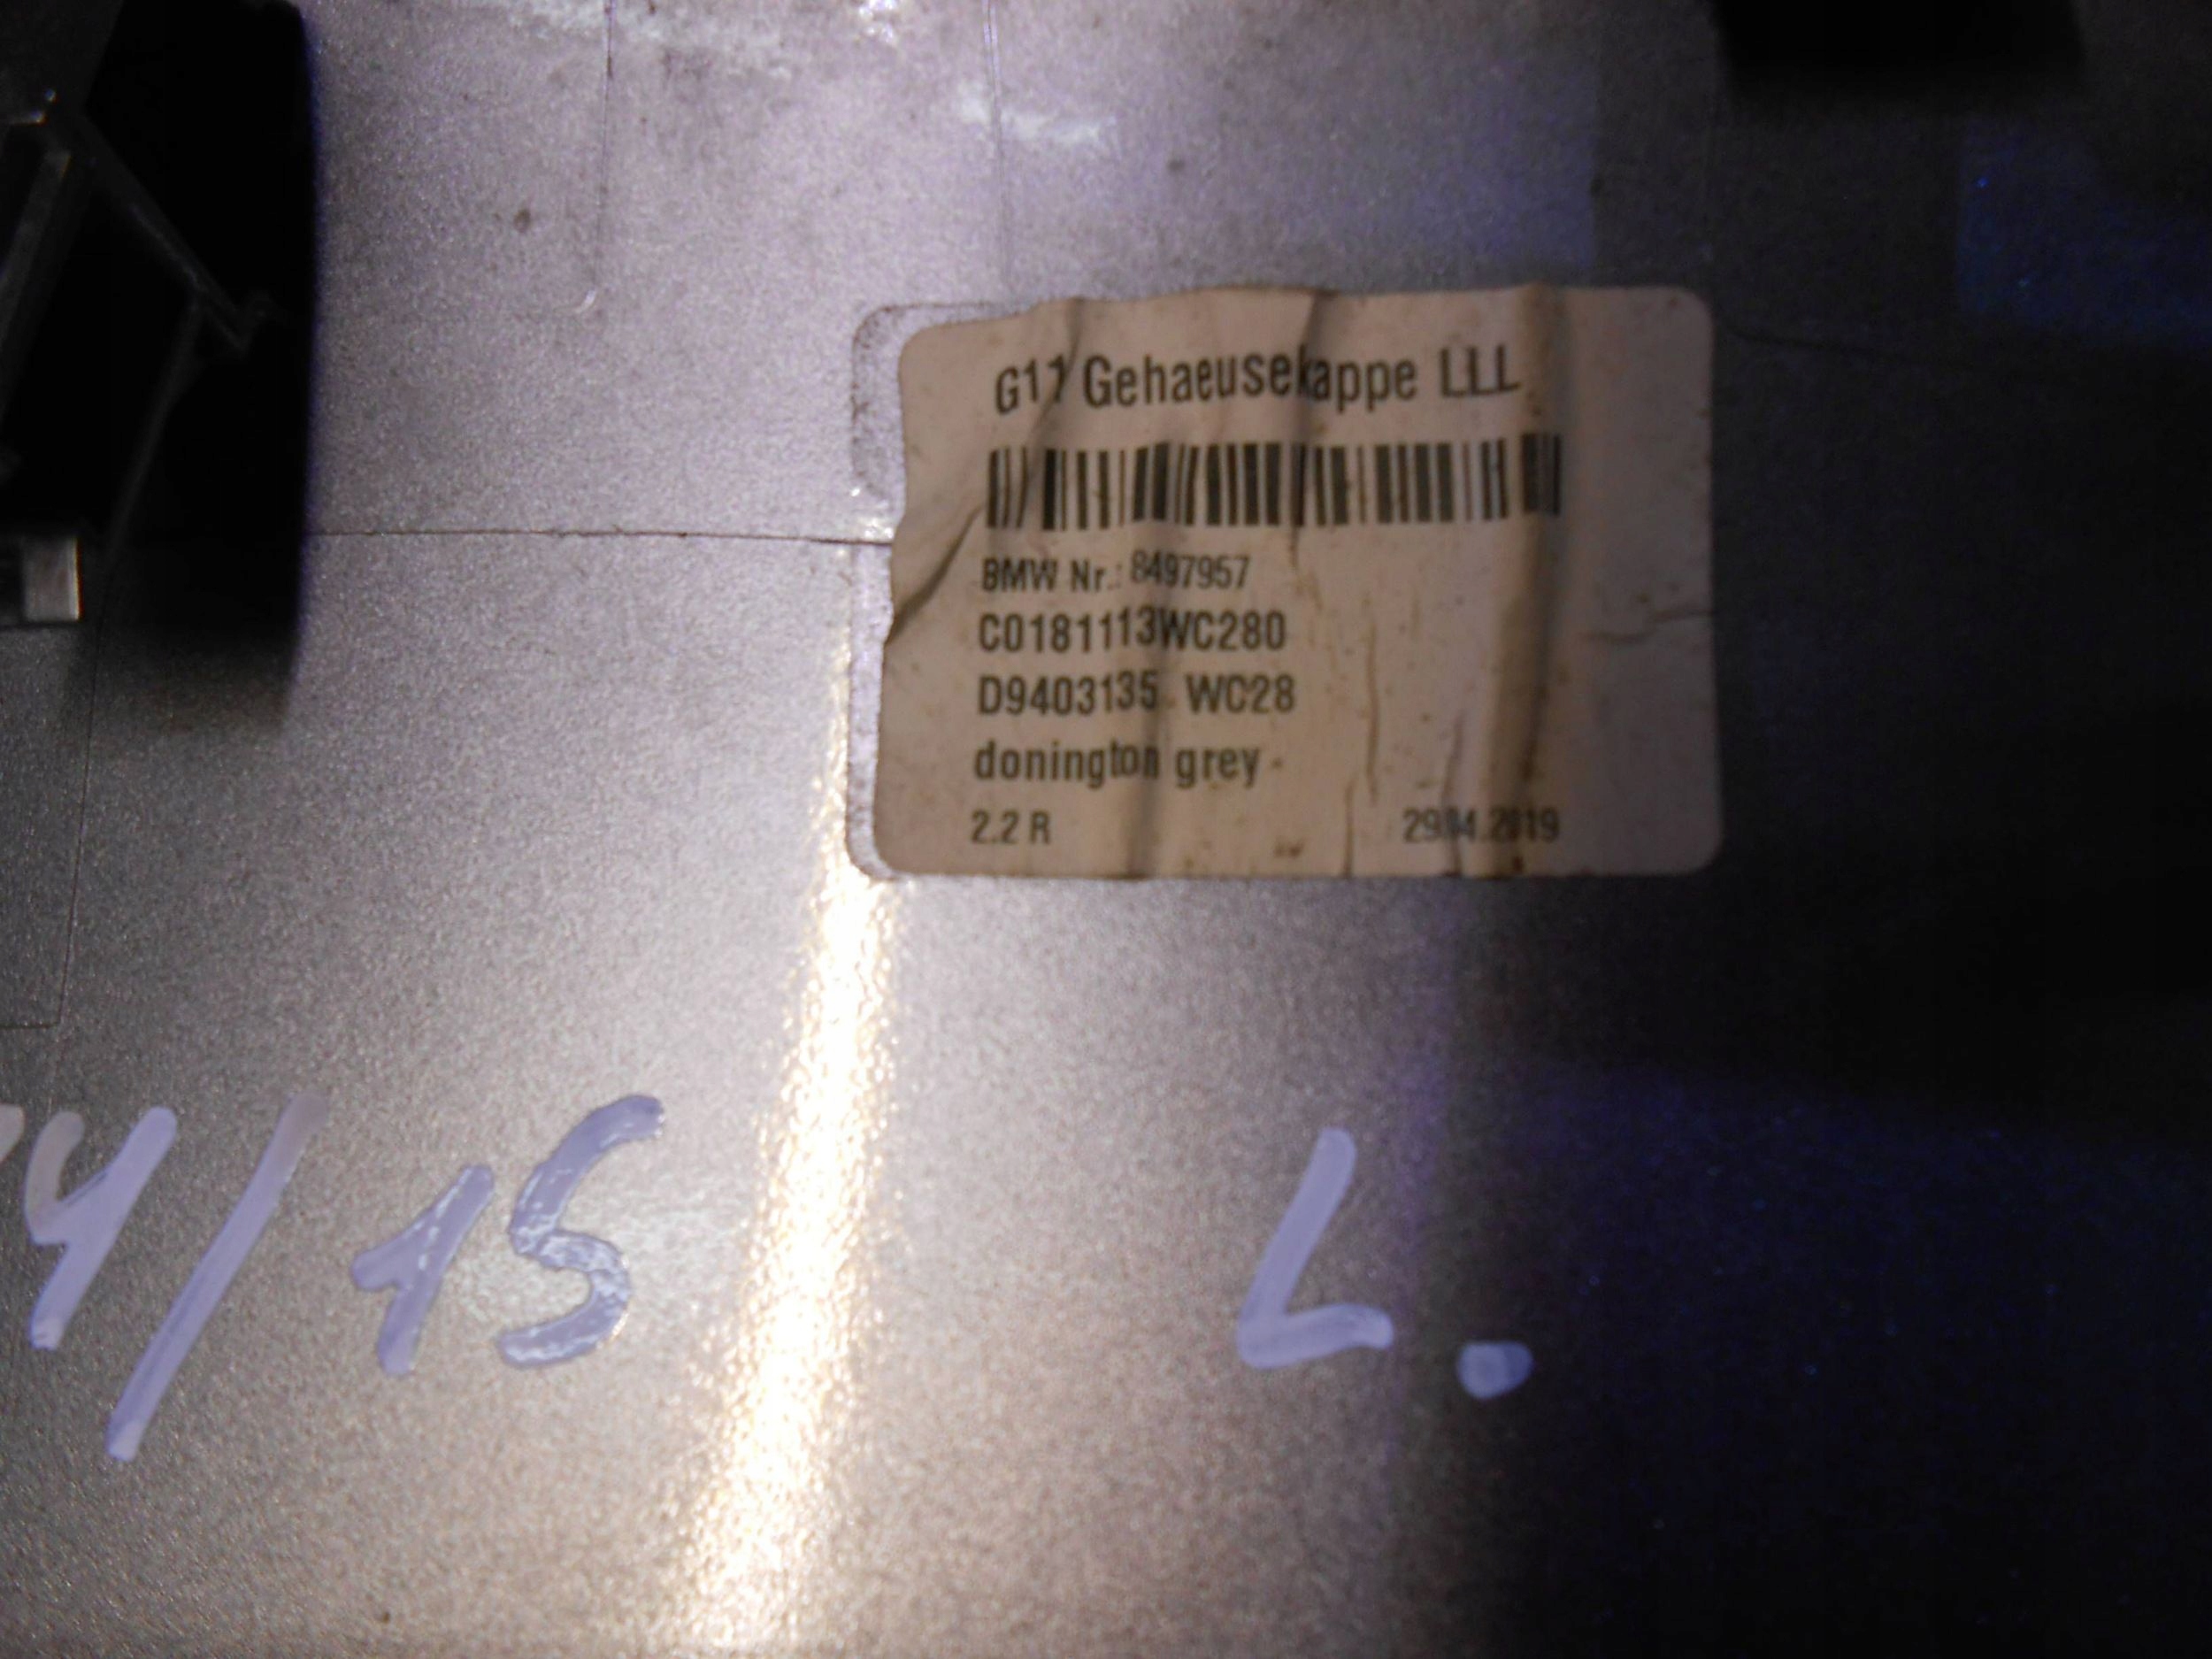 G11 Gehaeusekappe LLL
BMW Nr.: 8497957
C0181113WC280
D9403135 WC28
donington grey
2.2 R 29.04.2019
4/15 L.